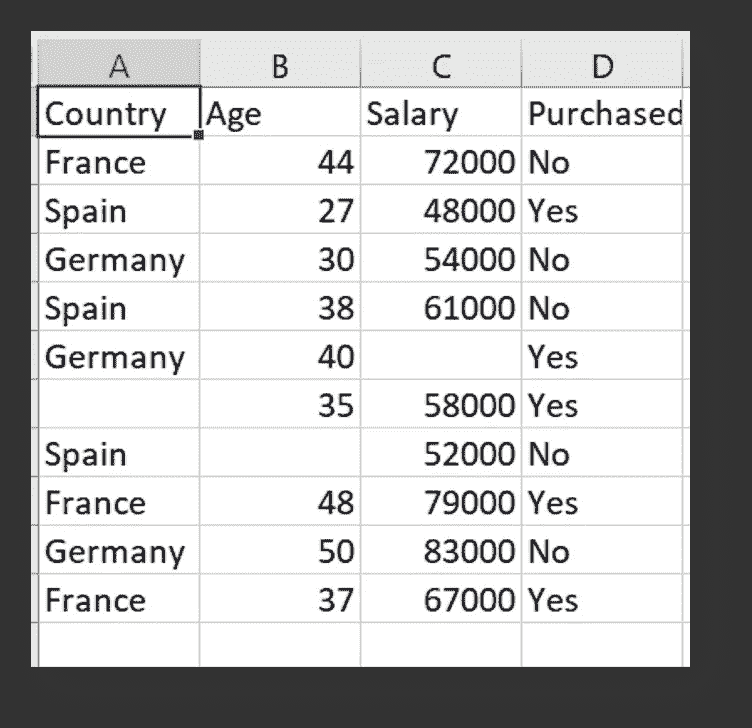 A B C D
Country Age Salary Purchased
France 44 72000 No
Spain 27 48000 Yes
Germany 30 54000 No
Spain 38 61000 No
Germany 40 Yes
35 58000 Yes
Spain 52000 No
France 48 79000 Yes
Germany 50 83000 No
France 37 67000 Yes